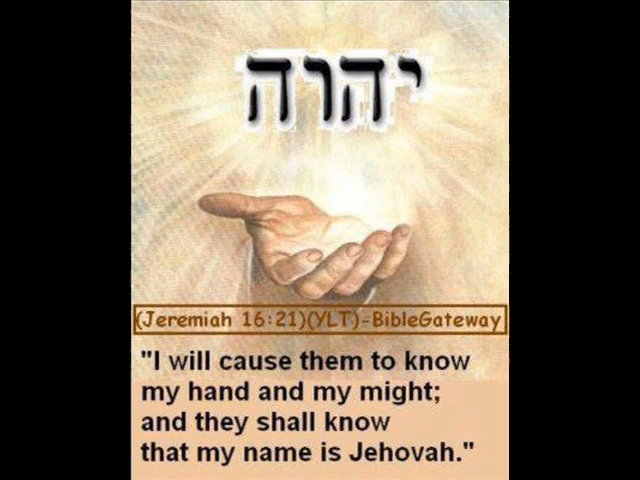 יהוה
(Jeremiah 16:21)(YLT)-BibleGateway
"I will cause them to know
my hand and my might;
and they shall know
that my name is Jehovah."